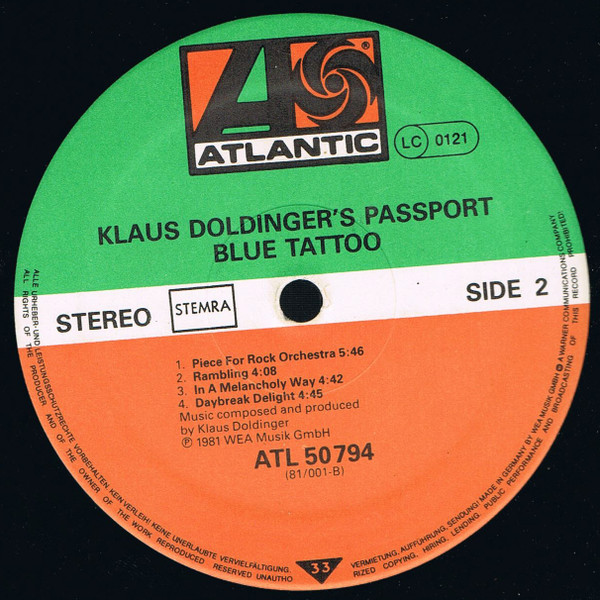 ATLANTIC
®
LC 0121
KLAUS DOLDINGER'S PASSPORT
BLUE TATTOO
STEREO
STEMRA
SIDE 2
1. Piece For Rock Orchestra 5:46
2. Rambling 4:08
3. In A Melancholy Way 4:42
4. Daybreak Delight 4:45
Music composed and produced
by Klaus Doldinger
℗ 1981 WEA Musik GmbH
ATL 50794
(81/001-B)
33
ALLE URHEBER-UND LEISTUNGSSCHUTZRECHTE VORBEHALTEN. KEIN VERLEIH! KEINE UNERLAUBTE VERVIELFÄLTIGUNG, VERMIETUNG, AUFFÜHRUNG, SENDUNG! MADE IN GERMANY BY WEA MUSIK GMBH A WARNER COMMUNICATIONS COMPANY
ALL RIGHTS OF THE PRODUCER AND OF THE OWNER OF THE WORK REPRODUCED RESERVED UNAUTHO RIZED COPYING, HIRING, LENDING, PUBLIC PERFORMANCE AND BROADCASTING OF THIS RECORD PROHIBITED!